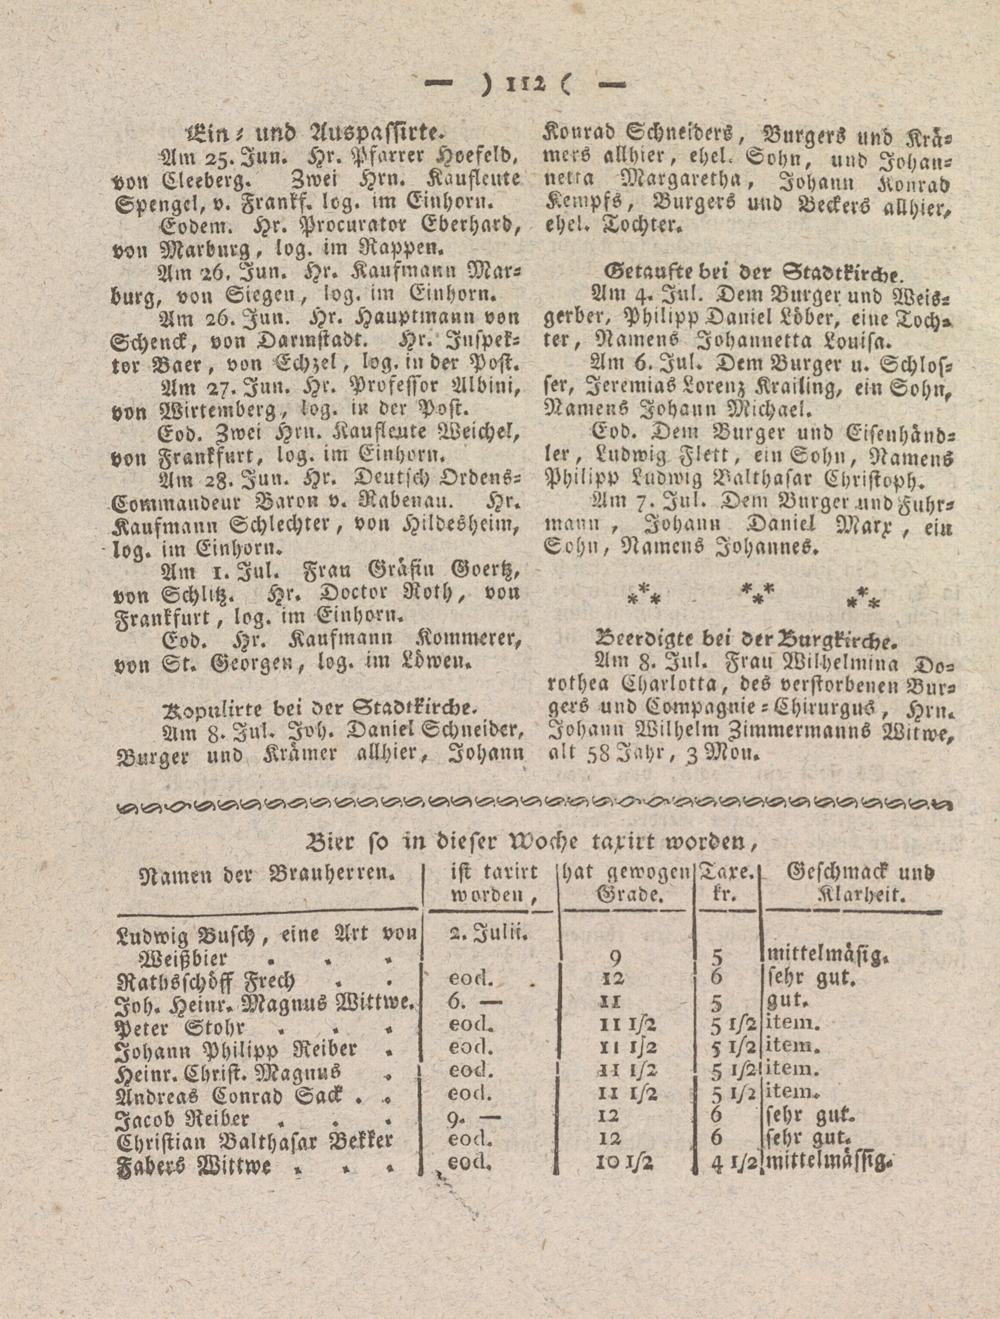 — ) 112 ( —
Ein- und Auspassirte.
Am 25. Jun. Hr. Pfarrer Hoefeld,
von Cleeberg. Zwei Hrn. Kaufleute
Spengel, v. Frankf. log. im Einhorn.
Eodem. Hr. Procurator Eberhard,
von Marburg, log. im Rappen.
Am 26. Jun. Hr. Kaufmann Mar-
burg, von Siegen, log. im Einhorn.
Am 26. Jun. Hr. Hauptmann von
Schenck, von Darmstadt. Hr. Inspek-
tor Baer, von Echzel, log. in der Post.
Am 27. Jun. Hr. Professor Albini,
von Wirtemberg, log. in der Post.
Eod. Zwei Hrn. Kaufleute Weichel,
von Frankfurt, log. im Einhorn.
Am 28. Jun. Hr. Deutsch Ordens-
Commandeur Baron v. Rabenau. Hr.
Kaufmann Schlechter, von Hildesheim,
log. im Einhorn.
Am 1. Jul. Frau Gräfin Goertz,
von Schlitz. Hr. Doctor Roth, von
Frankfurt, log. im Einhorn.
Eod. Hr. Kaufmann Kommerer,
von St. Georgen, log. im Löwen.
Kopulirte bei der Stadtkirche.
Am 8. Jul. Joh. Daniel Schneider,
Burger und Krämer allhier, Johann
Konrad Schneiders, Burgers und Krä-
mers allhier, ehel. Sohn, und Johan-
netta Margaretha, Johann Konrad
Kempfs, Burgers und Beckers allhier,
ehel. Tochter.
Getaufte bei der Stadtkirche.
Am 4. Jul. Dem Burger und Weis-
gerber, Philipp Daniel Löber, eine Toch-
ter, Namens Johannetta Louisa.
Am 6. Jul. Dem Burger u. Schlos-
ser, Jeremias Lorenz Krailing, ein Sohn,
Namens Johann Michael.
Eod. Dem Burger und Eisenhänd-
ler, Ludwig Flett, ein Sohn, Namens
Philipp Ludwig Balthasar Christoph.
Am 7. Jul. Dem Burger und Fuhr-
mann, Johann Daniel Marx, ein
Sohn, Namens Johannes.
*** *** ***
Beerdigte bei der Burgkirche.
Am 8. Jul. Frau Wilhelmina Do-
rothea Charlotta, des verstorbenen Bur-
gers und Compagnie-Chirurgus, Hrn.
Johann Wilhelm Zimmermanns Witwe,
alt 58 Jahr, 3 Mon.
Bier so in dieser Woche taxirt worden,
Namen der Brauherren. ist taxirt hat gewogen Taxe. Geschmack und
worden, Grade. kr. Klarheit.
Ludwig Busch, eine Art von 2. Julii.
Weißbier . . . 9 5 mittelmäsig.
Rathsschöff Frech . . eod. 12 6 sehr gut.
Joh. Heinr. Magnus Wittwe. 6. — 11 5 gut.
Peter Stohr . . . eod. 11 1/2 5 1/2 item.
Johann Philipp Reiber . eod. 11 1/2 5 1/2 item.
Heinr. Christ. Magnus . eod. 11 1/2 5 1/2 item.
Andreas Conrad Sack . . eod. 11 1/2 5 1/2 item.
Jacob Reiber . . . 9. — 12 6 sehr gut.
Christian Balthasar Bekker eod. 12 6 sehr gut.
Fabers Wittwe . . . eod. 10 1/2 4 1/2 mittelmässig.